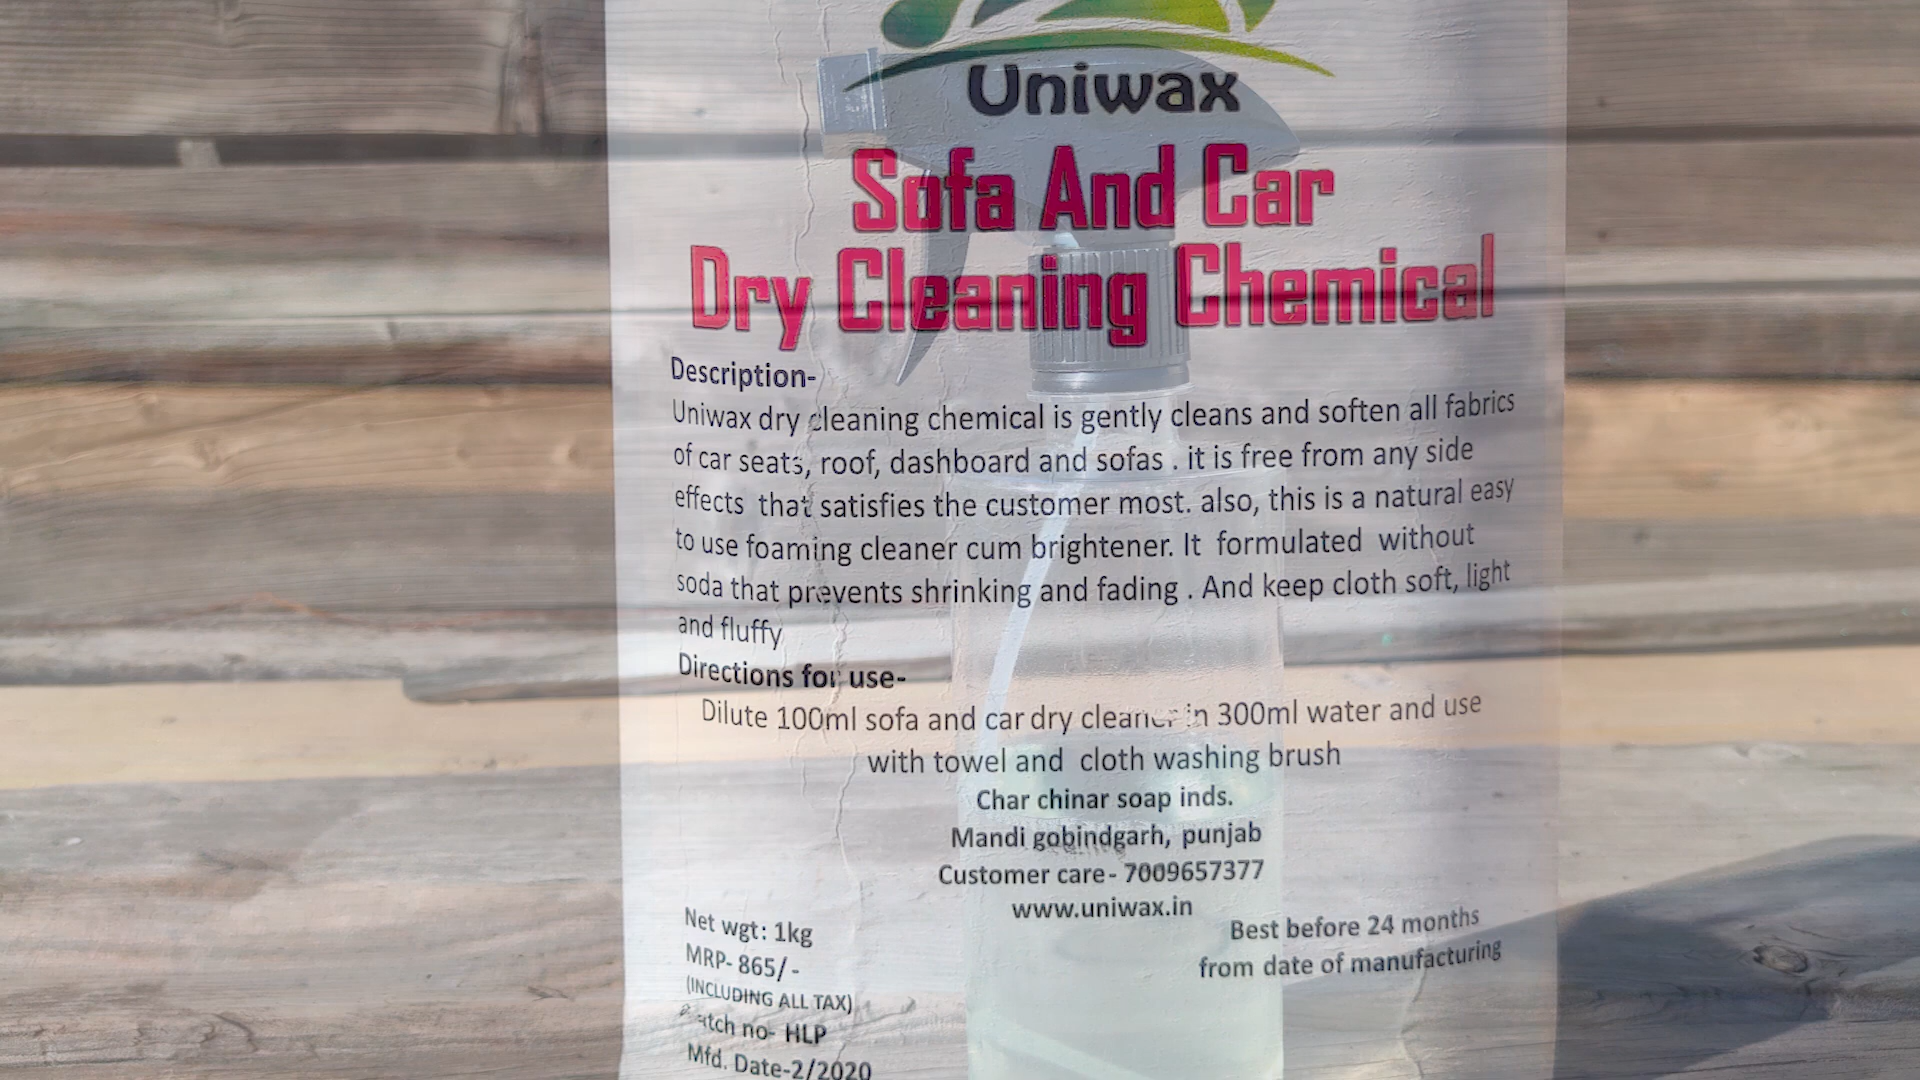 Uniwax
Sofa And Car
Dry Cleaning Chemical
Description-
Uniwax dry cleaning chemical is gently cleans and soften all fabrics
of car seats, roof, dashboard and sofas . it is free from any side
effects that satisfies the customer most. also, this is a natural easy
to use foaming cleaner cum brightener. It formulated without
soda that prevents shrinking and fading . And keep cloth soft, light
and fluffy
Directions for use-
Dilute 100ml sofa and car dry cleaner in 300ml water and use
with towel and cloth washing brush
Char chinar soap inds.
Mandi gobindgarh, punjab
Customer care- 7009657377
www.uniwax.in
Net wgt: 1kg
MRP- 865/-
(INCLUDING ALL TAX)
Batch no- HLP
Mfd. Date-2/2020
Best before 24 months
from date of manufacturing